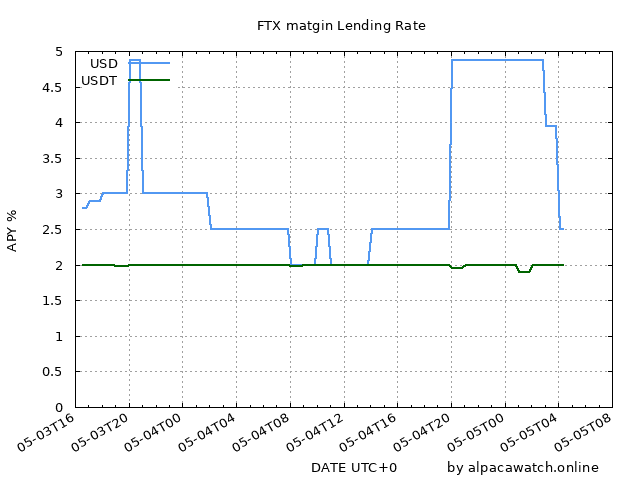 FTX matgin Lending Rate
USD
USDT
5
4.5
4
3.5
3
2.5
2
1.5
1
0.5
0
APY %
05-03T16
05-03T20
05-04T00
05-04T04
05-04T08
05-04T12
05-04T16
05-04T20
05-05T00
05-05T04
05-05T08
DATE UTC+0
by alpacawatch.online